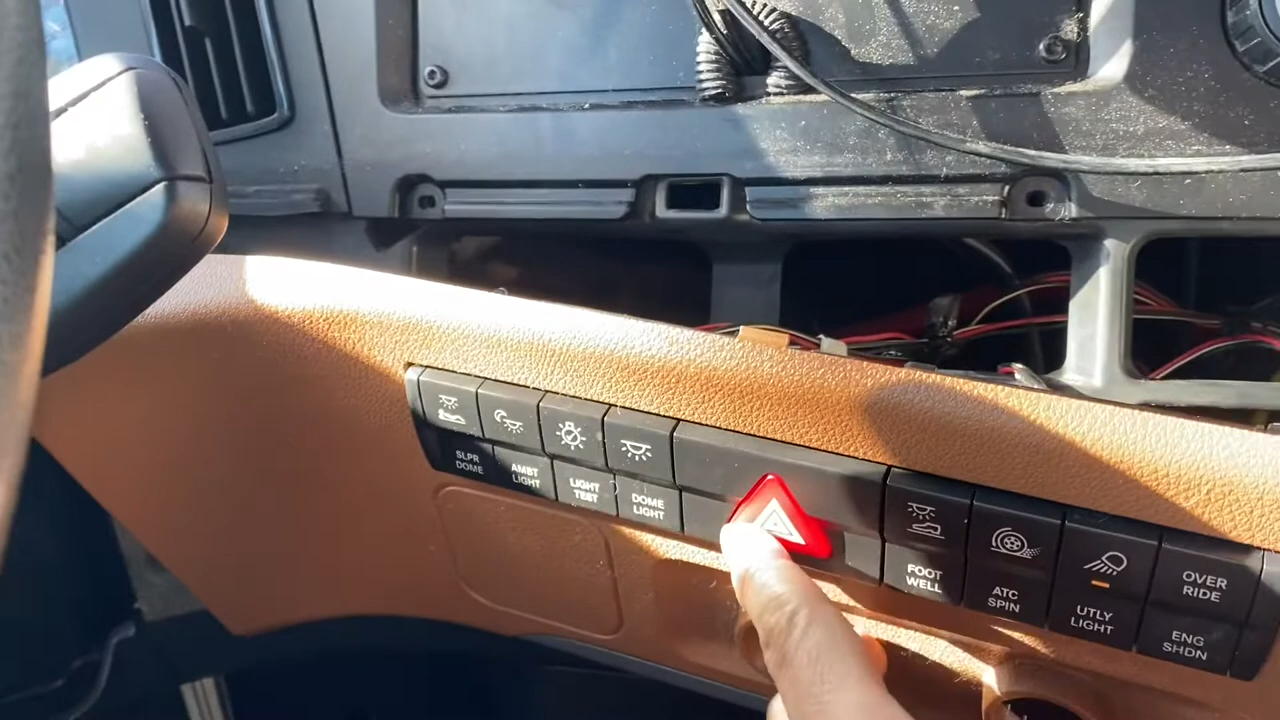 SLPR
DOME
AMBT
LIGHT
LIGHT
TEST
DOME
LIGHT
FOOT
WELL
ATC
SPIN
UTLY
LIGHT
OVER
RIDE
ENG
SHDN